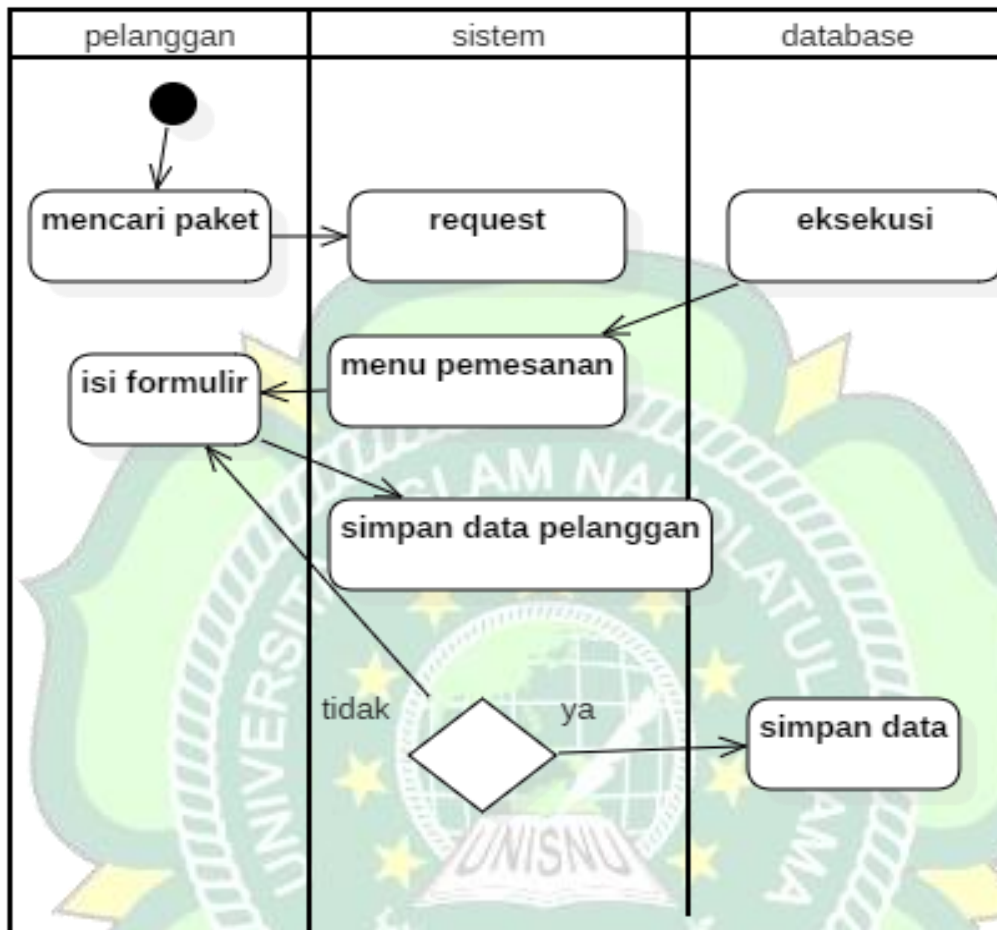 pelanggan
sistem
database
mencari paket
request
eksekusi
menu pemesanan
isi formulir
simpan data pelanggan
tidak
ya
simpan data
UNISNU